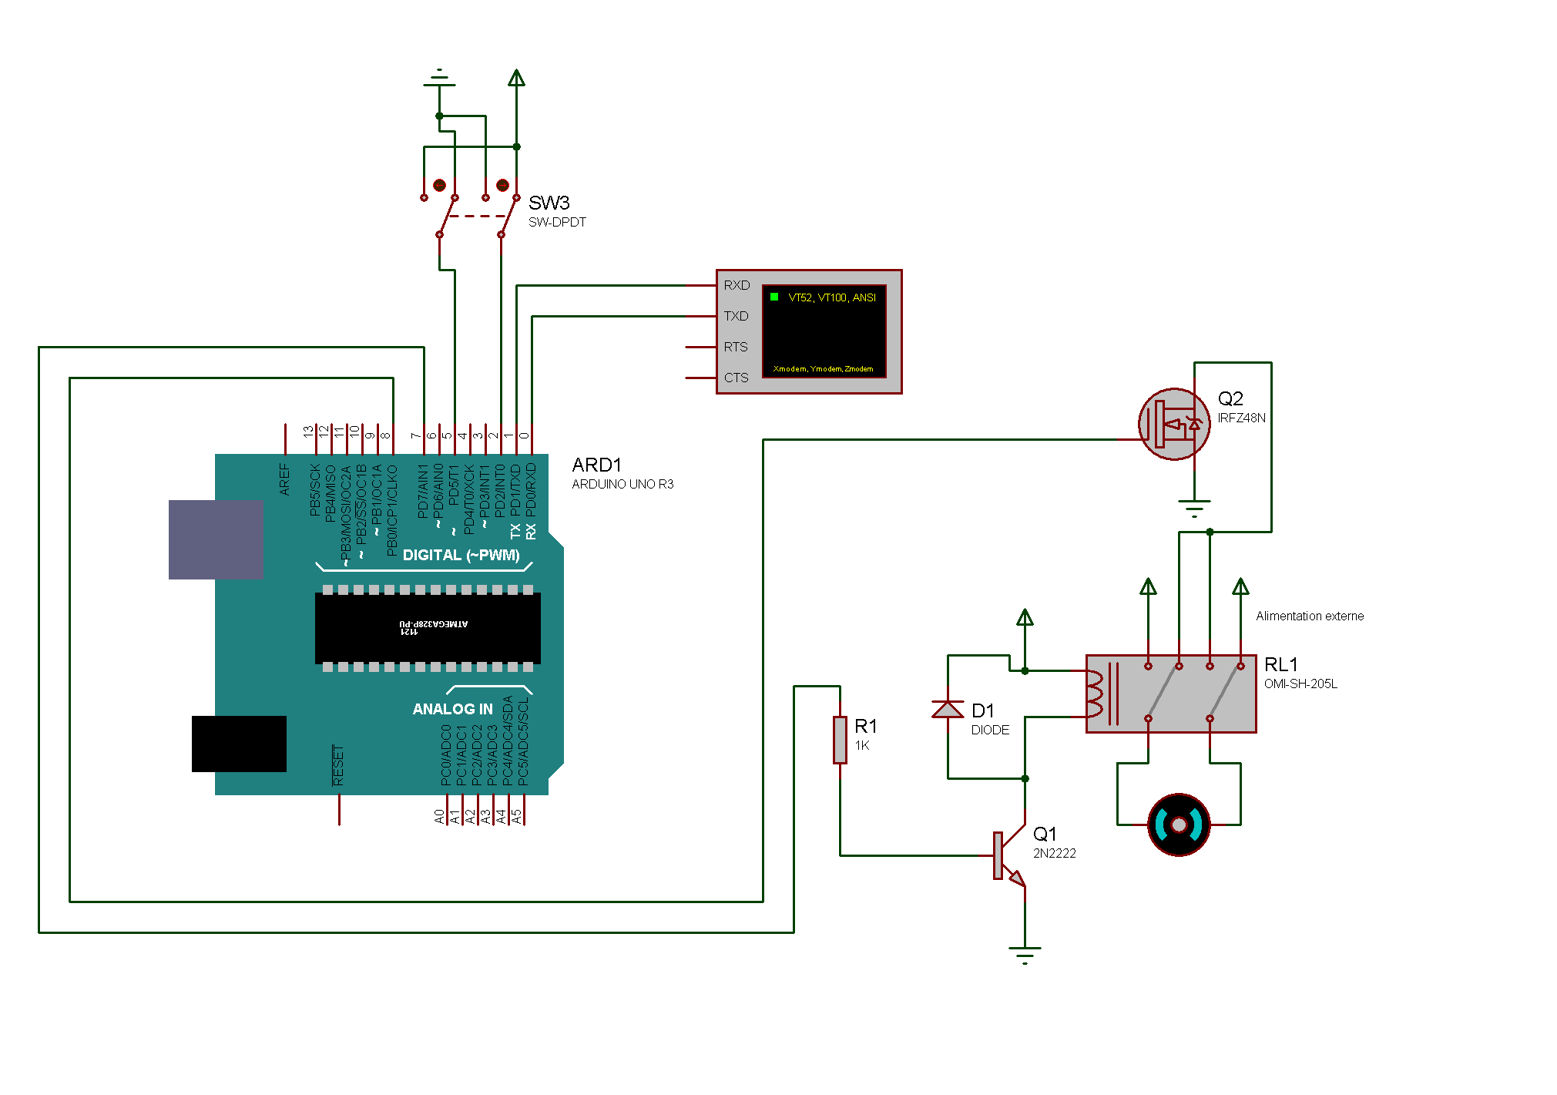 SW3
SW-DPDT
RXD
TXD
RTS
CTS
VT52, VT100, ANSI
Xmodem, Ymodem, Zmodem
Q2
IRFZ48N
ARD1
ARDUINO UNO R3
13
12
11
10
9
8
7
6
5
4
3
2
1
0
AREF
PB5/SCK
PB4/MISO
~PB3/MOSI/OC2A
~ PB2/SS/OC1B
~ PB1/OC1A
PB0/ICP1/CLKO
PD7/AIN1
~ PD6/AIN0
~ PD5/T1
PD4/T0/XCK
~ PD3/INT1
PD2/INT0
TX PD1/TXD
RX PD0/RXD
DIGITAL (~PWM)
ATMEGA328P-PU
1121
ANALOG IN
RESET
PC0/ADC0
PC1/ADC1
PC2/ADC2
PC3/ADC3
PC4/ADC4/SDA
PC5/ADC5/SCL
A0
A1
A2
A3
A4
A5
Alimentation externe
RL1
OMI-SH-205L
D1
DIODE
R1
1K
Q1
2N2222